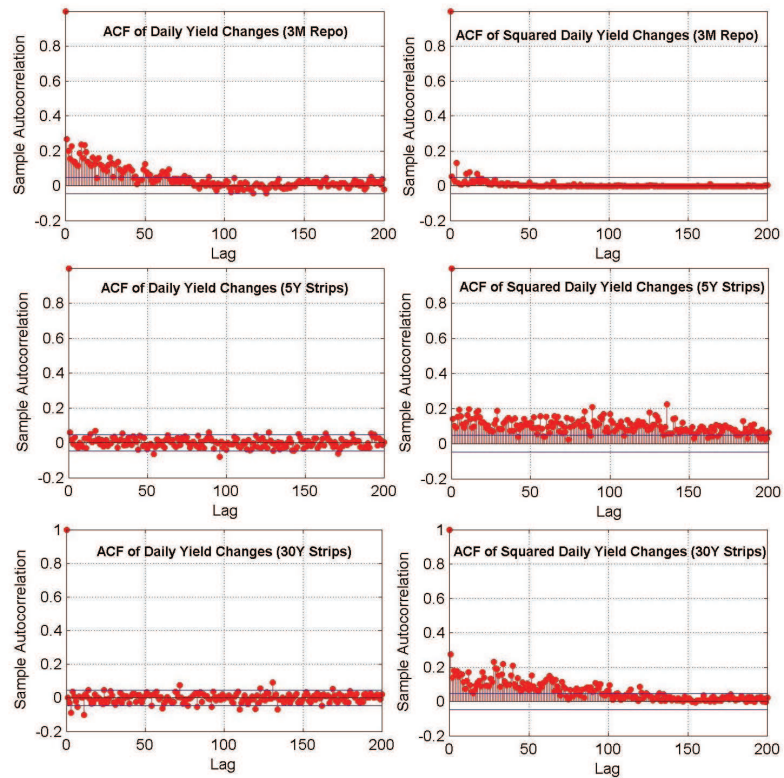 ACF of Daily Yield Changes (3M Repo)
0.8
0.6
0.4
0.2
0
-0.2
Sample Autocorrelation
0 50 100 150 200
Lag
ACF of Squared Daily Yield Changes (3M Repo)
0.8
0.6
0.4
0.2
0
-0.2
Sample Autocorrelation
0 50 100 150 200
Lag
ACF of Daily Yield Changes (5Y Strips)
0.8
0.6
0.4
0.2
0
-0.2
Sample Autocorrelation
0 50 100 150 200
Lag
ACF of Squared Daily Yield Changes (5Y Strips)
0.8
0.6
0.4
0.2
0
-0.2
Sample Autocorrelation
0 50 100 150 200
Lag
ACF of Daily Yield Changes (30Y Strips)
1
0.8
0.6
0.4
0.2
0
-0.2
Sample Autocorrelation
0 50 100 150 200
Lag
ACF of Squared Daily Yield Changes (30Y Strips)
1
0.8
0.6
0.4
0.2
0
-0.2
Sample Autocorrelation
0 50 100 150 200
Lag